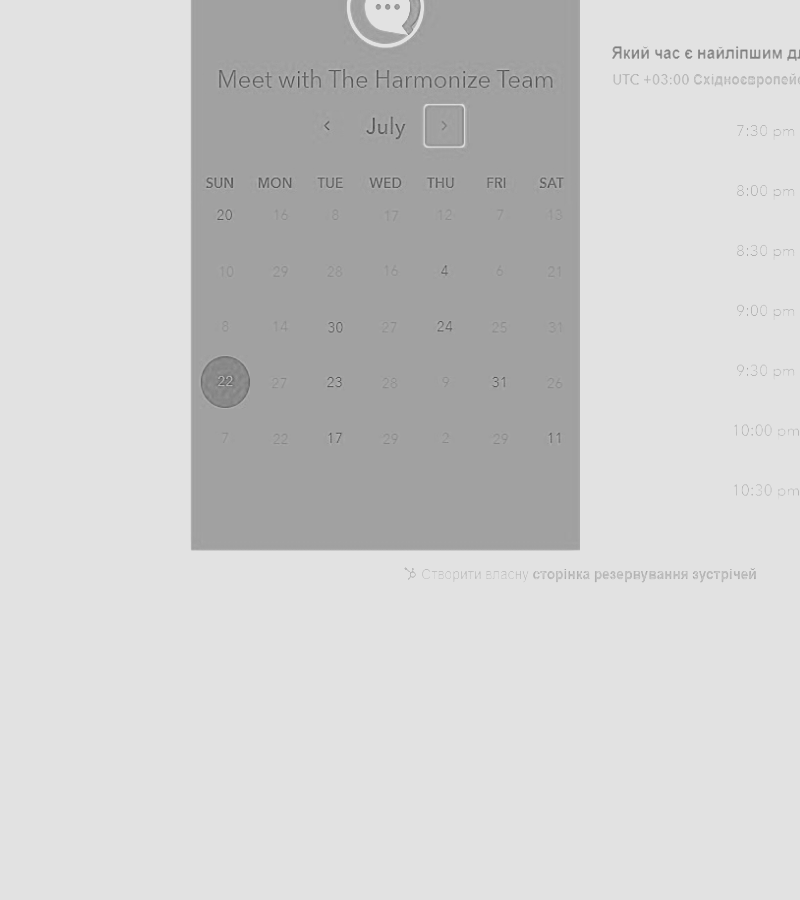 Meet with The Harmonize Team
July
SUN MON TUE WED THU FRI SAT
20 16 8 17 12 7 13
10 29 28 16 4 6 21
8 14 30 27 24 25 31
22 27 23 28 9 31 26
7 22 17 29 2 29 11
Який час є найліпшим
UTC +03:00
7:30 pm
8:00 pm
8:30 pm
9:00 pm
9:30 pm
10:00 pm
10:30 pm
Створити власну сторінка резервування зустрічей